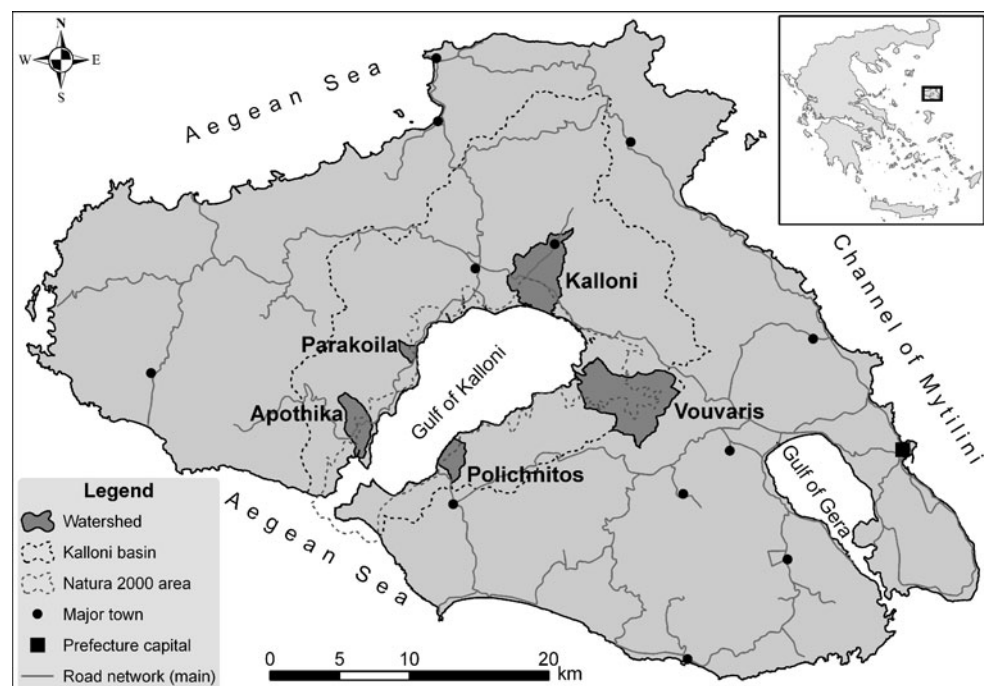 N
W E
S
Aegean Sea
Channel of Mytilini
Kalloni
Parakoila
Gulf of Kalloni
Apothika
Vouvaris
Polichnitos
Gulf of Gera
Aegean Sea
Legend
Watershed
Kalloni basin
Natura 2000 area
Major town
Prefecture capital
Road network (main)
0 5 10 20
km